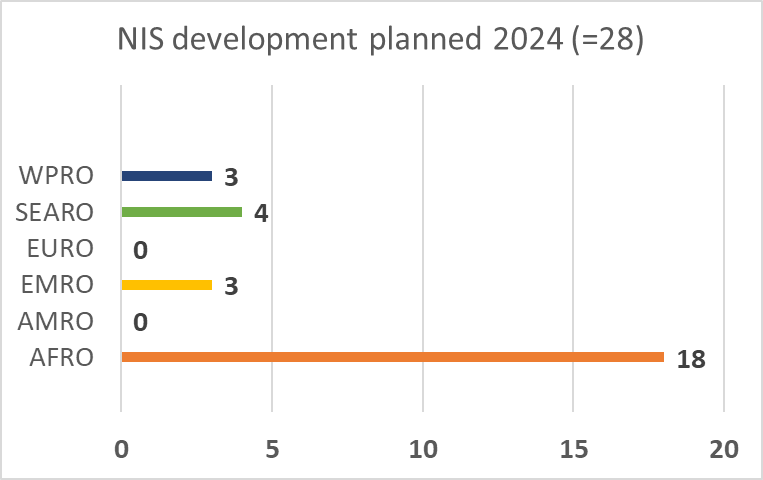 NIS development planned 2024 (=28)
WPRO 3
SEARO 4
EURO 0
EMRO 3
AMRO 0
AFRO 18
0 5 10 15 20